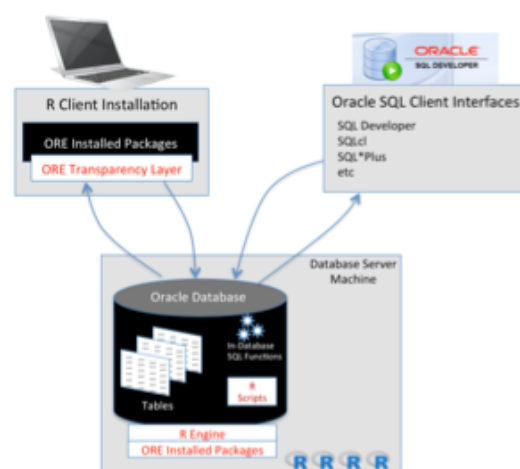 ORACLE
SQL DEVELOPER
R Client Installation
ORE Installed Packages
ORE Transparency Layer
Oracle SQL Client Interfaces
SQL Developer
SQLcl
SQL*Plus
etc
Database Server
Machine
Oracle Database
In-Database
SQL Functions
R
Scripts
Tables
R Engine
ORE Installed Packages
R R R R